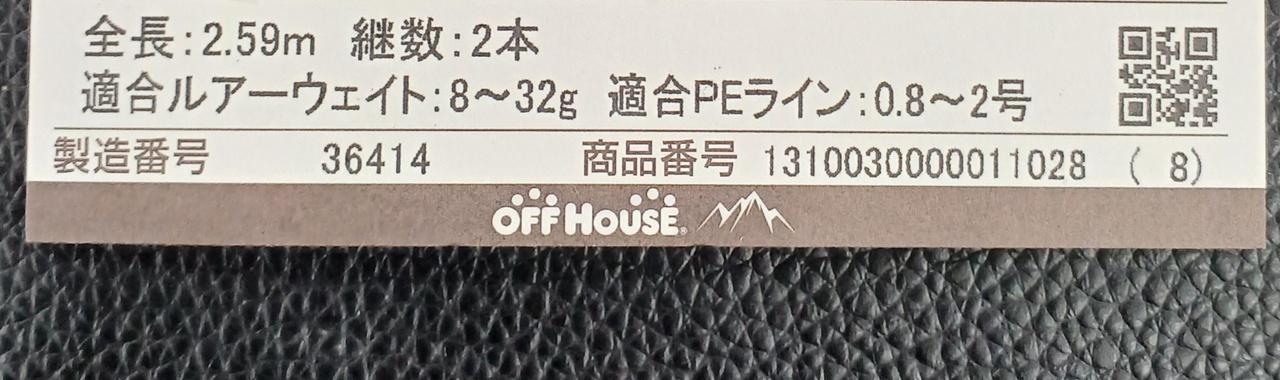 全長:2.59m 継数:2本
適合ルアーウェイト:8〜32g 適合PEライン:0.8〜2号
製造番号 36414 商品番号 1310030000011028 ( 8)
OFF HOUSE®